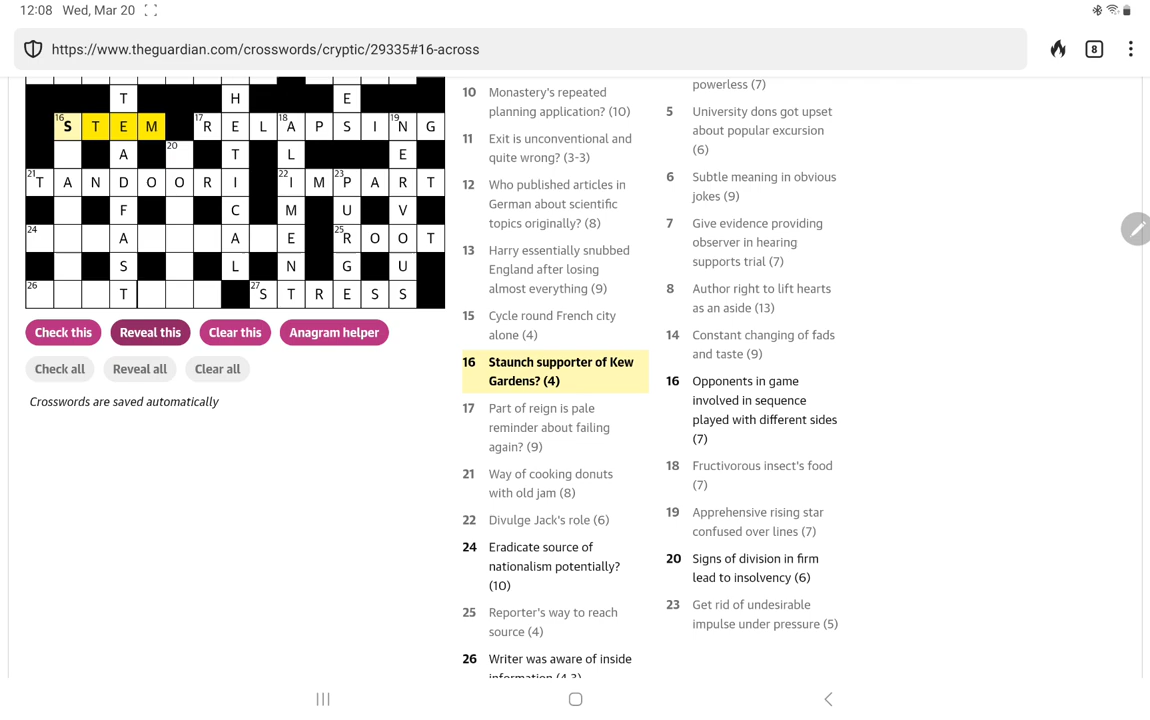 12:08 Wed, Mar 20
https://www.theguardian.com/crosswords/cryptic/29335#16-across
8
T H E
16 S T E M 17 R E L 18 A P S I 19 N G
A 20 T L E
21 T A N D O O R I 22 I M 23 P A R T
F C M U V
24 A A E 25 R O O T
S L N G U
26 T 27 S T R E S S
Check this
Reveal this
Clear this
Anagram helper
Check all
Reveal all
Clear all
Crosswords are saved automatically
10 Monastery's repeated
planning application? (10)
11 Exit is unconventional and
quite wrong? (3-3)
12 Who published articles in
German about scientific
topics originally? (8)
13 Harry essentially snubbed
England after losing
almost everything (9)
15 Cycle round French city
alone (4)
16 Staunch supporter of Kew
Gardens? (4)
17 Part of reign is pale
reminder about failing
again? (9)
21 Way of cooking donuts
with old jam (8)
22 Divulge Jack's role (6)
24 Eradicate source of
nationalism potentially?
(10)
25 Reporter's way to reach
source (4)
26 Writer was aware of inside
information (4,3)
powerless (7)
5 University dons got upset
about popular excursion
(6)
6 Subtle meaning in obvious
jokes (9)
7 Give evidence providing
observer in hearing
supports trial (7)
8 Author right to lift hearts
as an aside (13)
14 Constant changing of fads
and taste (9)
16 Opponents in game
involved in sequence
played with different sides
(7)
18 Fructivorous insect's food
(7)
19 Apprehensive rising star
confused over lines (7)
20 Signs of division in firm
lead to insolvency (6)
23 Get rid of undesirable
impulse under pressure (5)